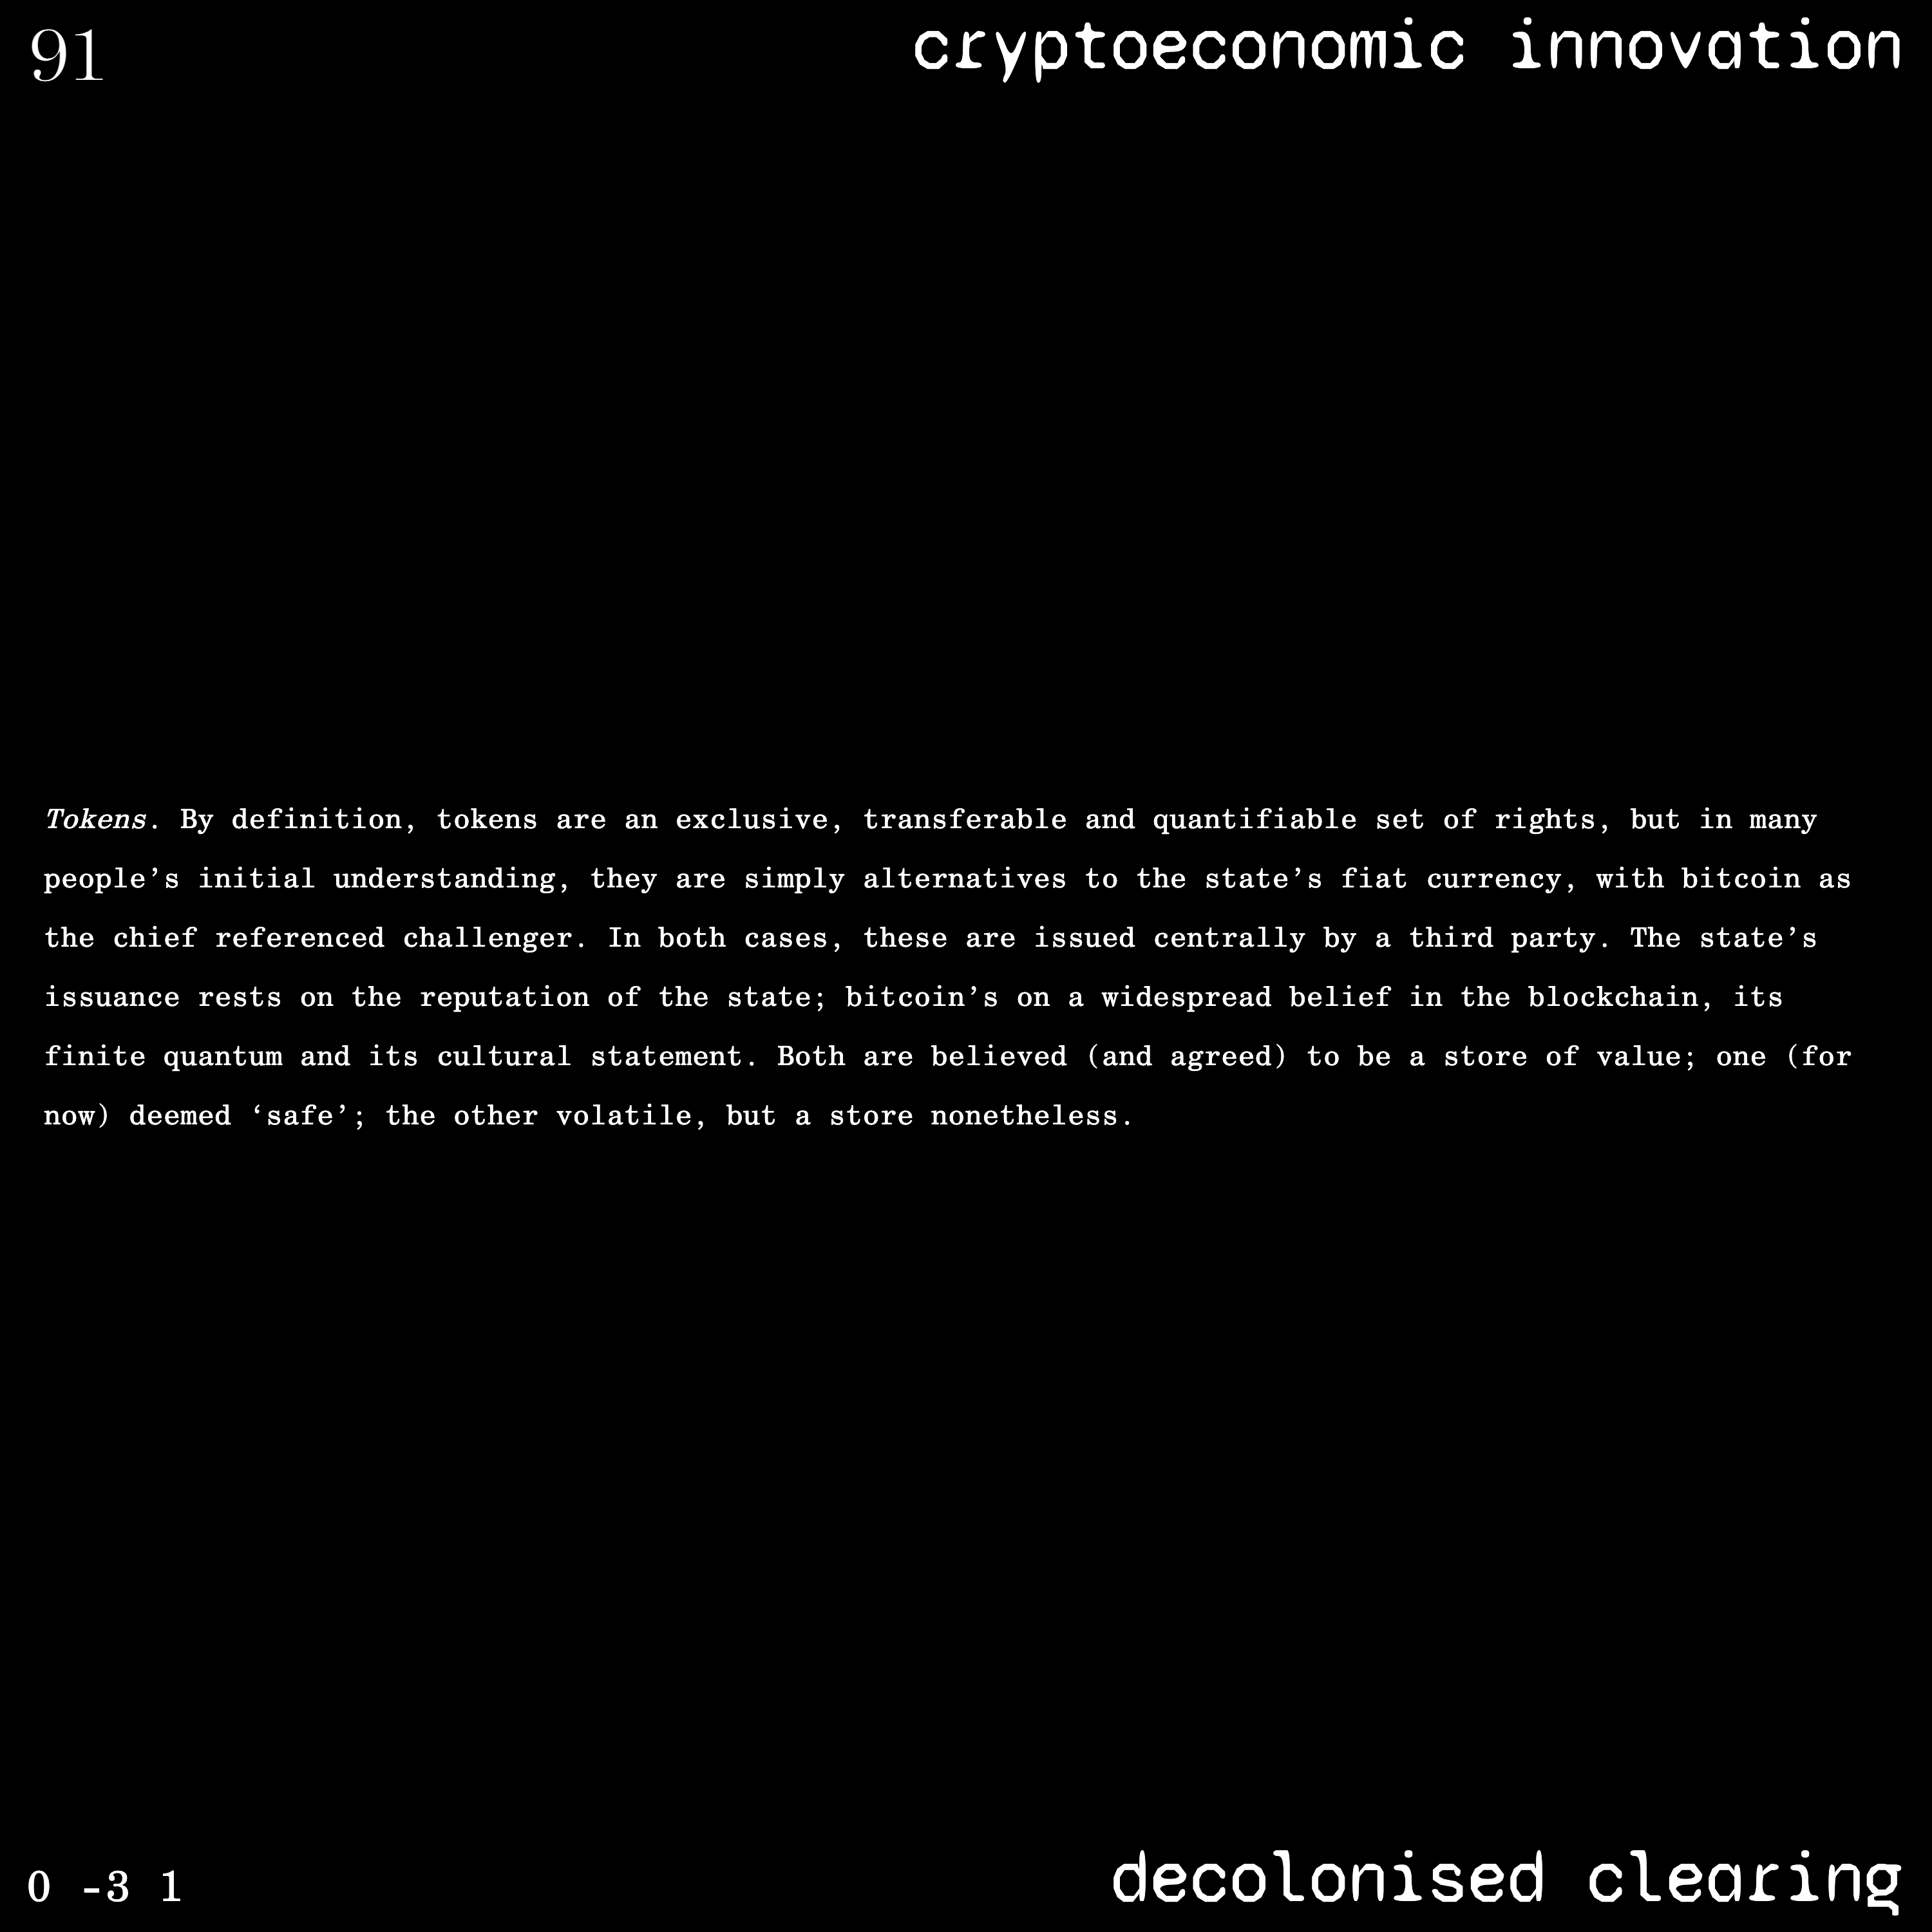 91
cryptoeconomic innovation
Tokens. By definition, tokens are an exclusive, transferable and quantifiable set of rights, but in many
people’s initial understanding, they are simply alternatives to the state’s fiat currency, with bitcoin as
the chief referenced challenger. In both cases, these are issued centrally by a third party. The state’s
issuance rests on the reputation of the state; bitcoin’s on a widespread belief in the blockchain, its
finite quantum and its cultural statement. Both are believed (and agreed) to be a store of value; one (for
now) deemed ‘safe’; the other volatile, but a store nonetheless.
0 -3 1
decolonised clearing